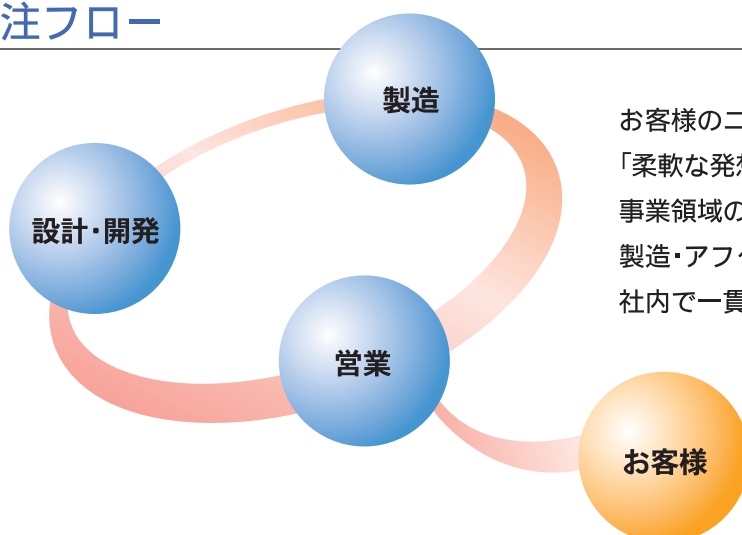 注フロー
製造
お客様のニ
「柔軟な発想
設計・開発
事業領域の
製造・アフ
社内で一貫
営業
お客様